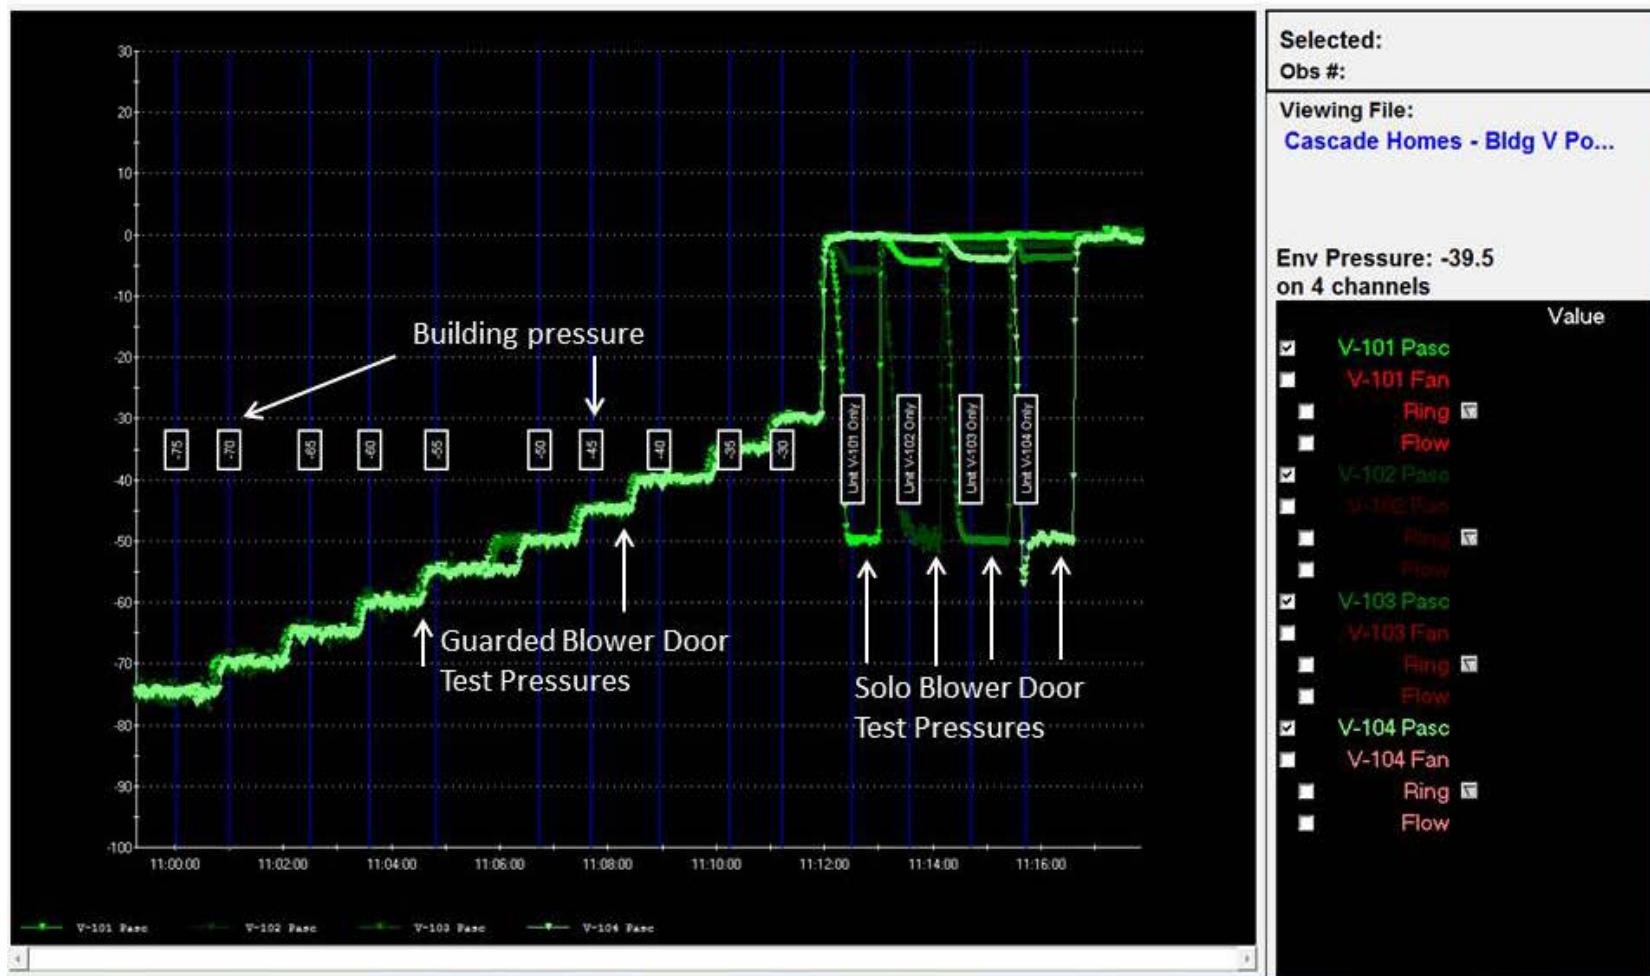 Selected:
Obs #:
Viewing File:
Cascade Homes - Bldg V Po...
Env Pressure: -39.5
on 4 channels
Value
V-101 Pasc
V-101 Fan
Ring
Flow
V-102 Pasc
V-102 Fan
Ring
Flow
V-103 Pasc
V-103 Fan
Ring
Flow
V-104 Pasc
V-104 Fan
Ring
Flow
30
20
10
0
-10
-20
-30
-40
-50
-60
-70
-80
-90
-100
Building pressure
-75
-70
-65
-60
-55
-50
-45
-40
-35
-30
Unit V-101 Only
Unit V-102 Only
Unit V-103 Only
Unit V-104 Only
Guarded Blower Door
Test Pressures
Solo Blower Door
Test Pressures
11:00:00 11:02:00 11:04:00 11:06:00 11:08:00 11:10:00 11:12:00 11:14:00 11:16:00
V-101 Pasc V-102 Pasc V-103 Pasc V-104 Pasc